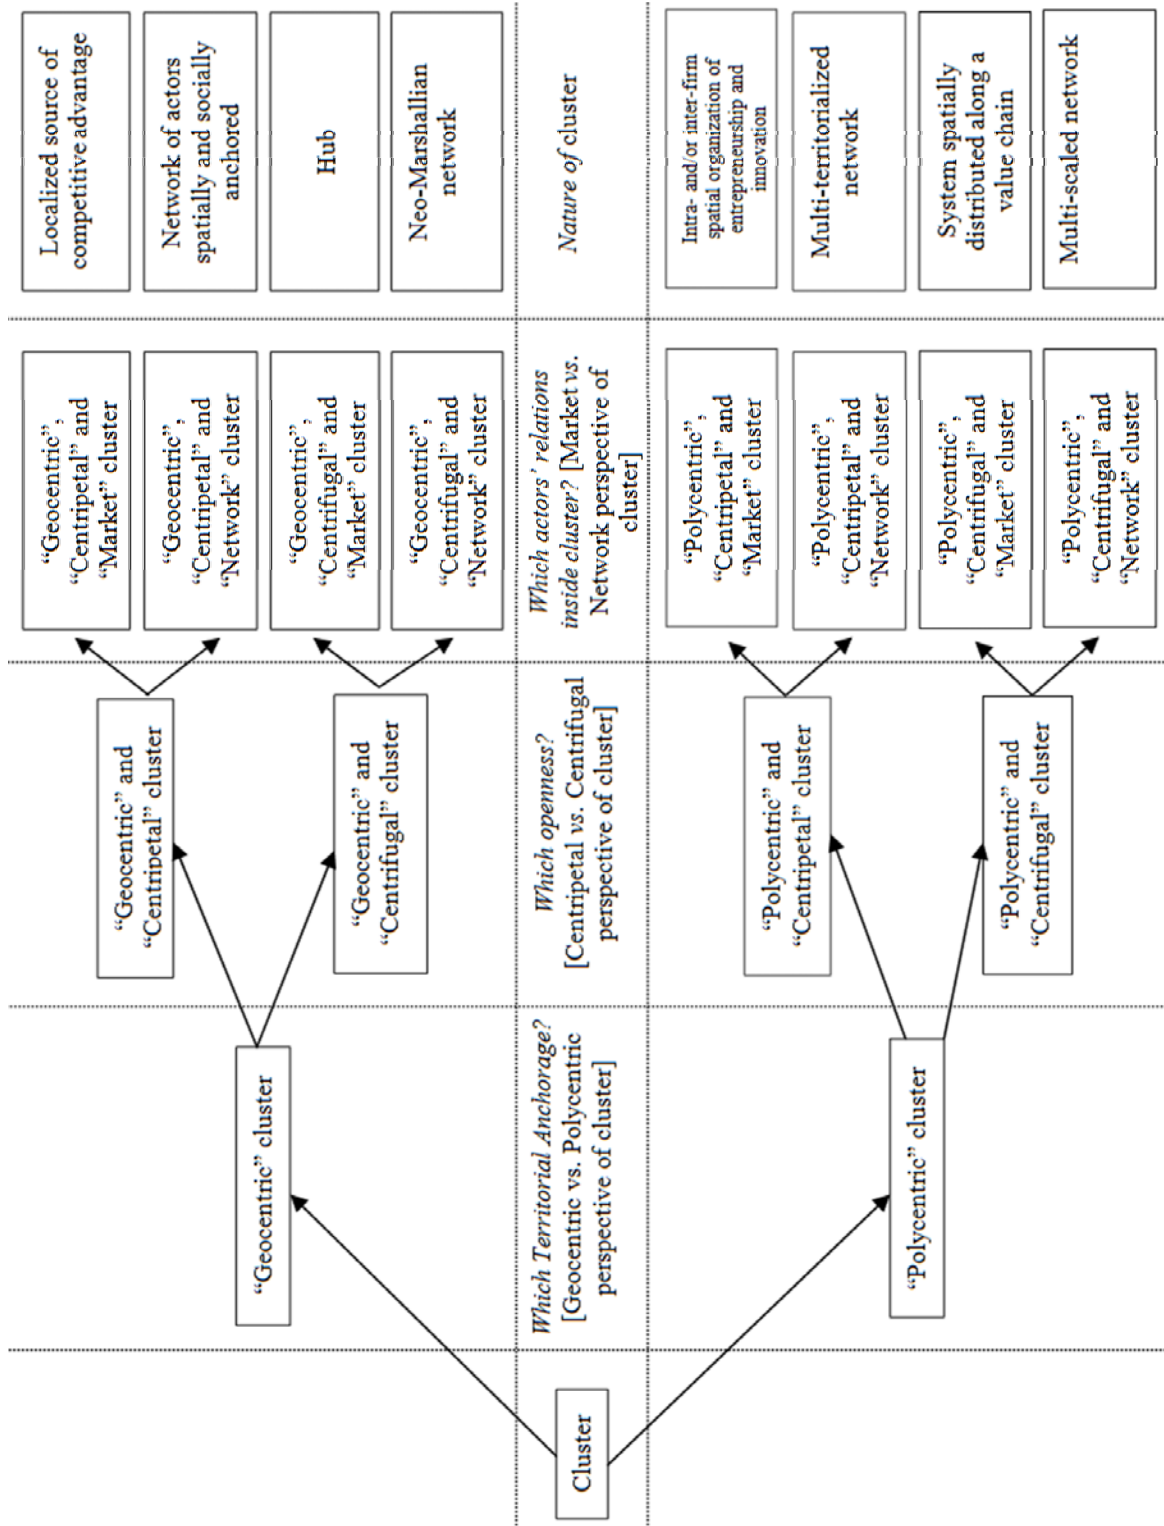 Cluster
“Geocentric” cluster
Which Territorial Anchorage?
[Geocentric vs. Polycentric
perspective of cluster]
“Polycentric” cluster
“Geocentric” and
“Centripetal” cluster
“Geocentric” and
“Centrifugal” cluster
Which openness?
[Centripetal vs. Centrifugal
perspective of cluster]
“Polycentric” and
“Centripetal” cluster
“Polycentric” and
“Centrifugal” cluster
“Geocentric”,
“Centripetal” and
“Market” cluster
“Geocentric”,
“Centripetal” and
“Network” cluster
“Geocentric”,
“Centrifugal” and
“Market” cluster
“Geocentric”,
“Centrifugal” and
“Network” cluster
Which actors’ relations
inside cluster? [Market vs.
Network perspective of
cluster]
“Polycentric”,
“Centripetal” and
“Market” cluster
“Polycentric”,
“Centripetal” and
“Network” cluster
“Polycentric”,
“Centrifugal” and
“Market” cluster
“Polycentric”,
“Centrifugal” and
“Network” cluster
Localized source of
competitive advantage
Network of actors
spatially and socially
anchored
Hub
Neo-Marshallian
network
Nature of cluster
Intra- and/or inter-firm
spatial organization of
entrepreneurship and
innovation
Multi-territorialized
network
System spatially
distributed along a
value chain
Multi-scaled network